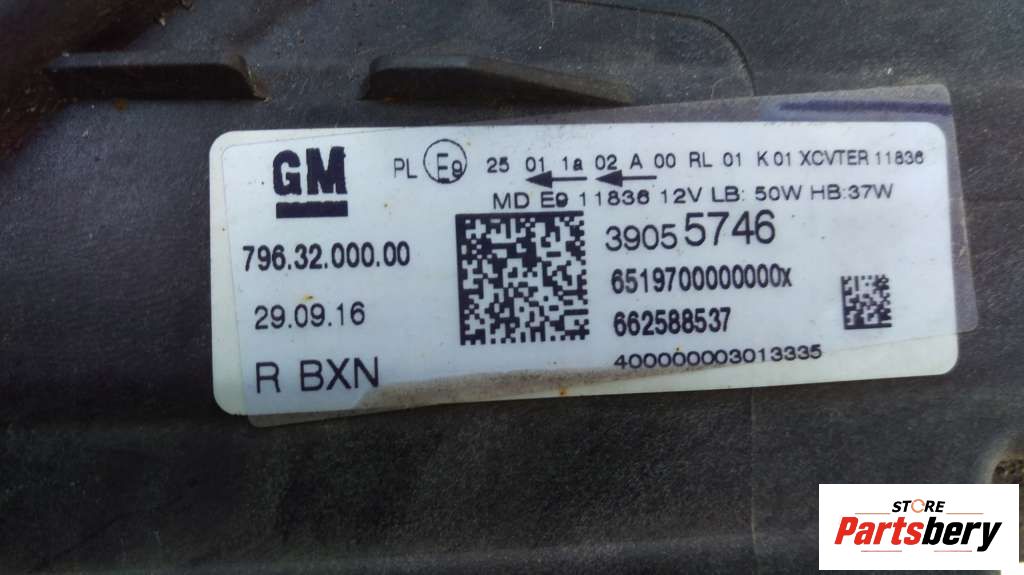 GM
PL E9 25 01 1a 02 A 00 RL 01 K 01 XCVTER 11836
MD E9 11836 12V LB: 50W HB:37W
796.32.000.00
39055746
6519700000000X
29.09.16
662588537
R BXN
400000003013335
STORE
Partsbery